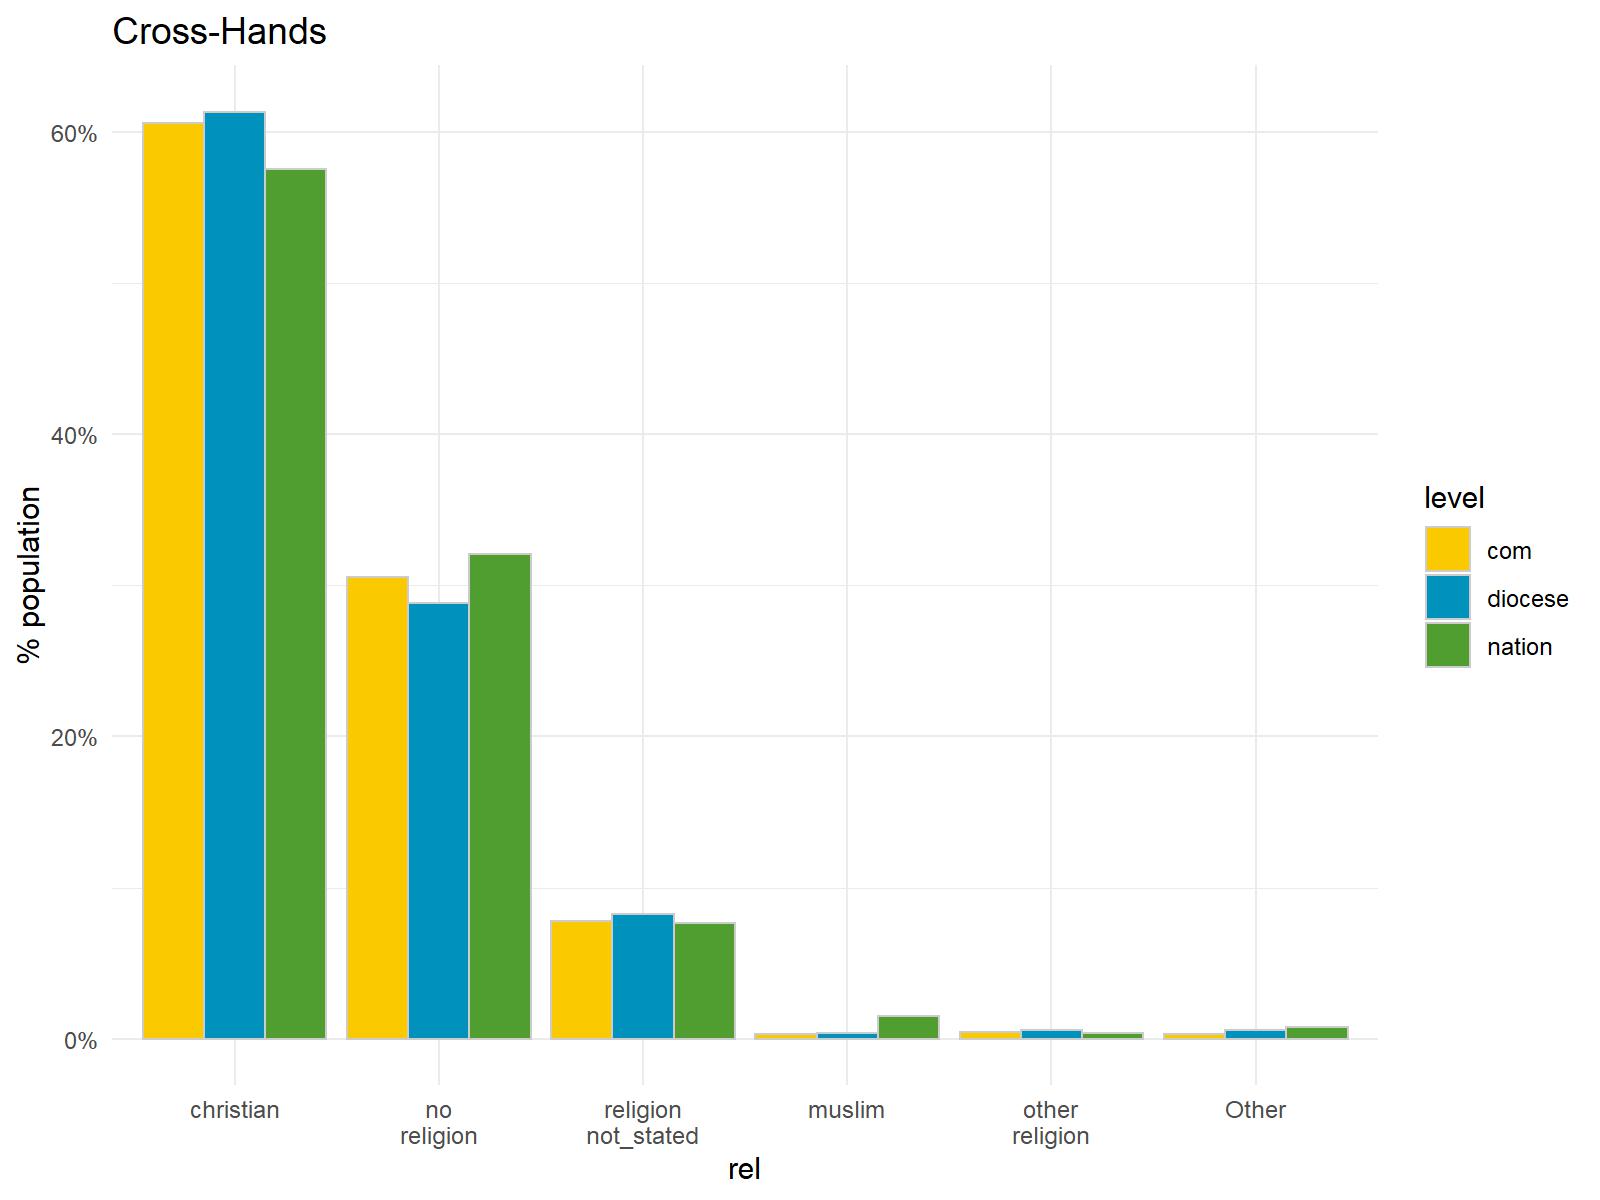 Cross-Hands
60%
40%
20%
0%
% population
christian
no
religion
religion
not_stated
muslim
other
religion
Other
rel
level
com
diocese
nation